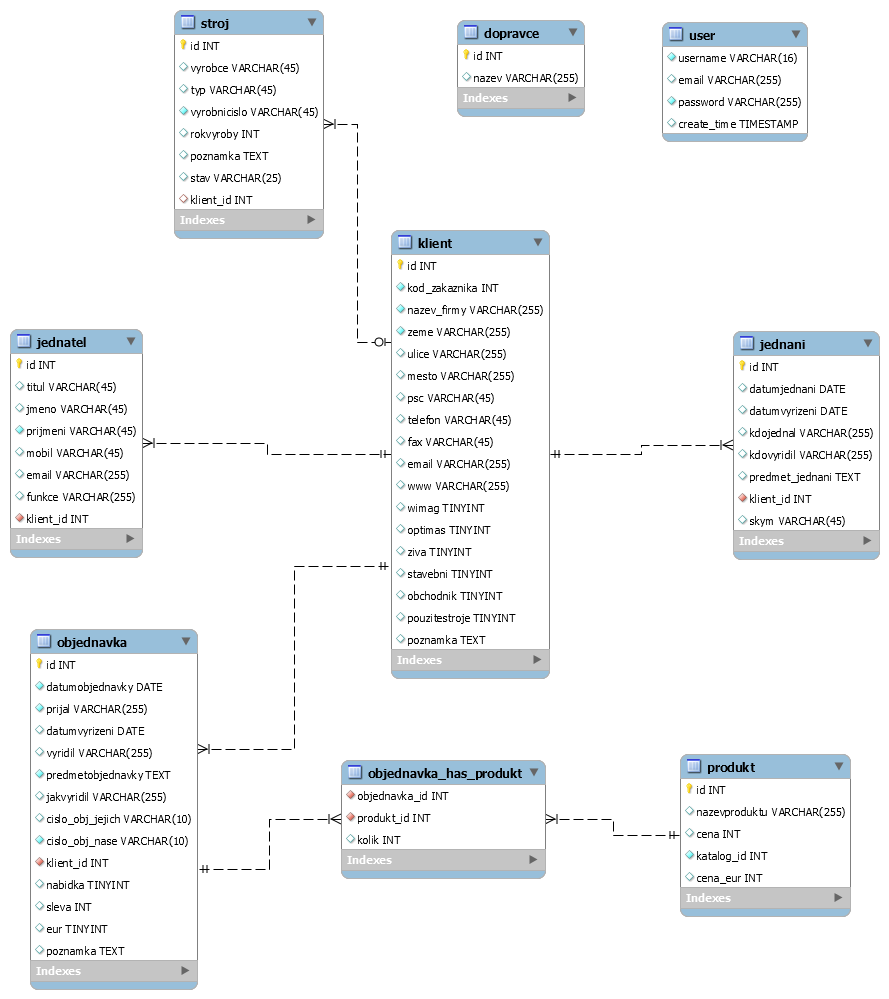 stroj
id INT
vyrobce VARCHAR(45)
typ VARCHAR(45)
vyrobnicislo VARCHAR(45)
rokvyroby INT
poznamka TEXT
stav VARCHAR(25)
klient_id INT
Indexes
dopravce
id INT
nazev VARCHAR(255)
Indexes
user
username VARCHAR(16)
email VARCHAR(255)
password VARCHAR(255)
create_time TIMESTAMP
klient
id INT
kod_zakaznika INT
nazev_firmy VARCHAR(255)
zeme VARCHAR(255)
ulice VARCHAR(255)
mesto VARCHAR(255)
psc VARCHAR(45)
telefon VARCHAR(45)
fax VARCHAR(45)
email VARCHAR(255)
www VARCHAR(255)
wimag TINYINT
optimas TINYINT
ziva TINYINT
stavebni TINYINT
obchodnik TINYINT
pouzitestroje TINYINT
poznamka TEXT
Indexes
jednatel
id INT
titul VARCHAR(45)
jmeno VARCHAR(45)
prijmeni VARCHAR(45)
mobil VARCHAR(45)
email VARCHAR(255)
funkce VARCHAR(255)
klient_id INT
Indexes
jednani
id INT
datumjednani DATE
datumvyrizeni DATE
kdojednal VARCHAR(255)
kdovyridil VARCHAR(255)
predmet_jednani TEXT
klient_id INT
skym VARCHAR(45)
Indexes
objednavka
id INT
datumobjednavky DATE
prijal VARCHAR(255)
datumvyrizeni DATE
vyridil VARCHAR(255)
predmetobjednavky TEXT
jakvyridil VARCHAR(255)
cislo_obj_jejich VARCHAR(10)
cislo_obj_nase VARCHAR(10)
klient_id INT
nabidka TINYINT
sleva INT
eur TINYINT
poznamka TEXT
Indexes
objednavka_has_produkt
objednavka_id INT
produkt_id INT
kolik INT
Indexes
produkt
id INT
nazevproduktu VARCHAR(255)
cena INT
katalog_id INT
cena_eur INT
Indexes